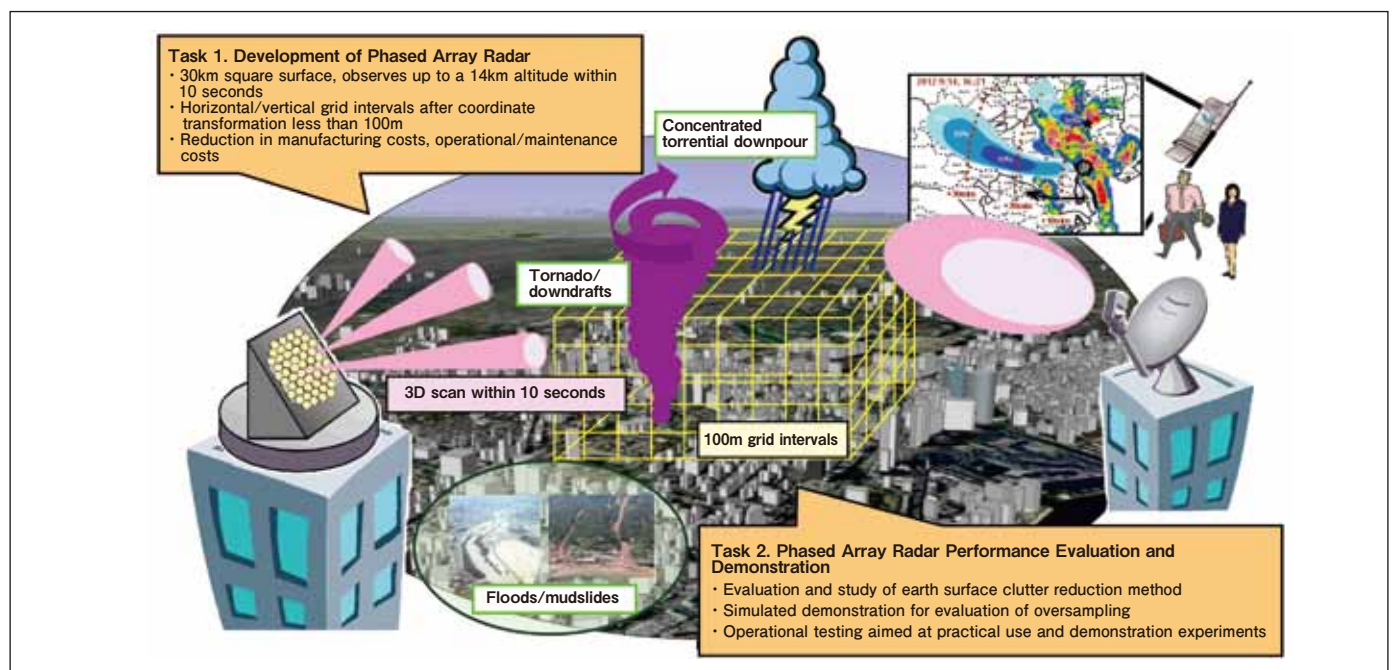 Task 1. Development of Phased Array Radar
・30km square surface, observes up to a 14km altitude within
10 seconds
・Horizontal/vertical grid intervals after coordinate
transformation less than 100m
・Reduction in manufacturing costs, operational/maintenance
costs
Concentrated
torrential downpour
Tornado/
downdrafts
3D scan within 10 seconds
100m grid intervals
Floods/mudslides
Task 2. Phased Array Radar Performance Evaluation and
Demonstration
・Evaluation and study of earth surface clutter reduction method
・Simulated demonstration for evaluation of oversampling
・Operational testing aimed at practical use and demonstration experiments